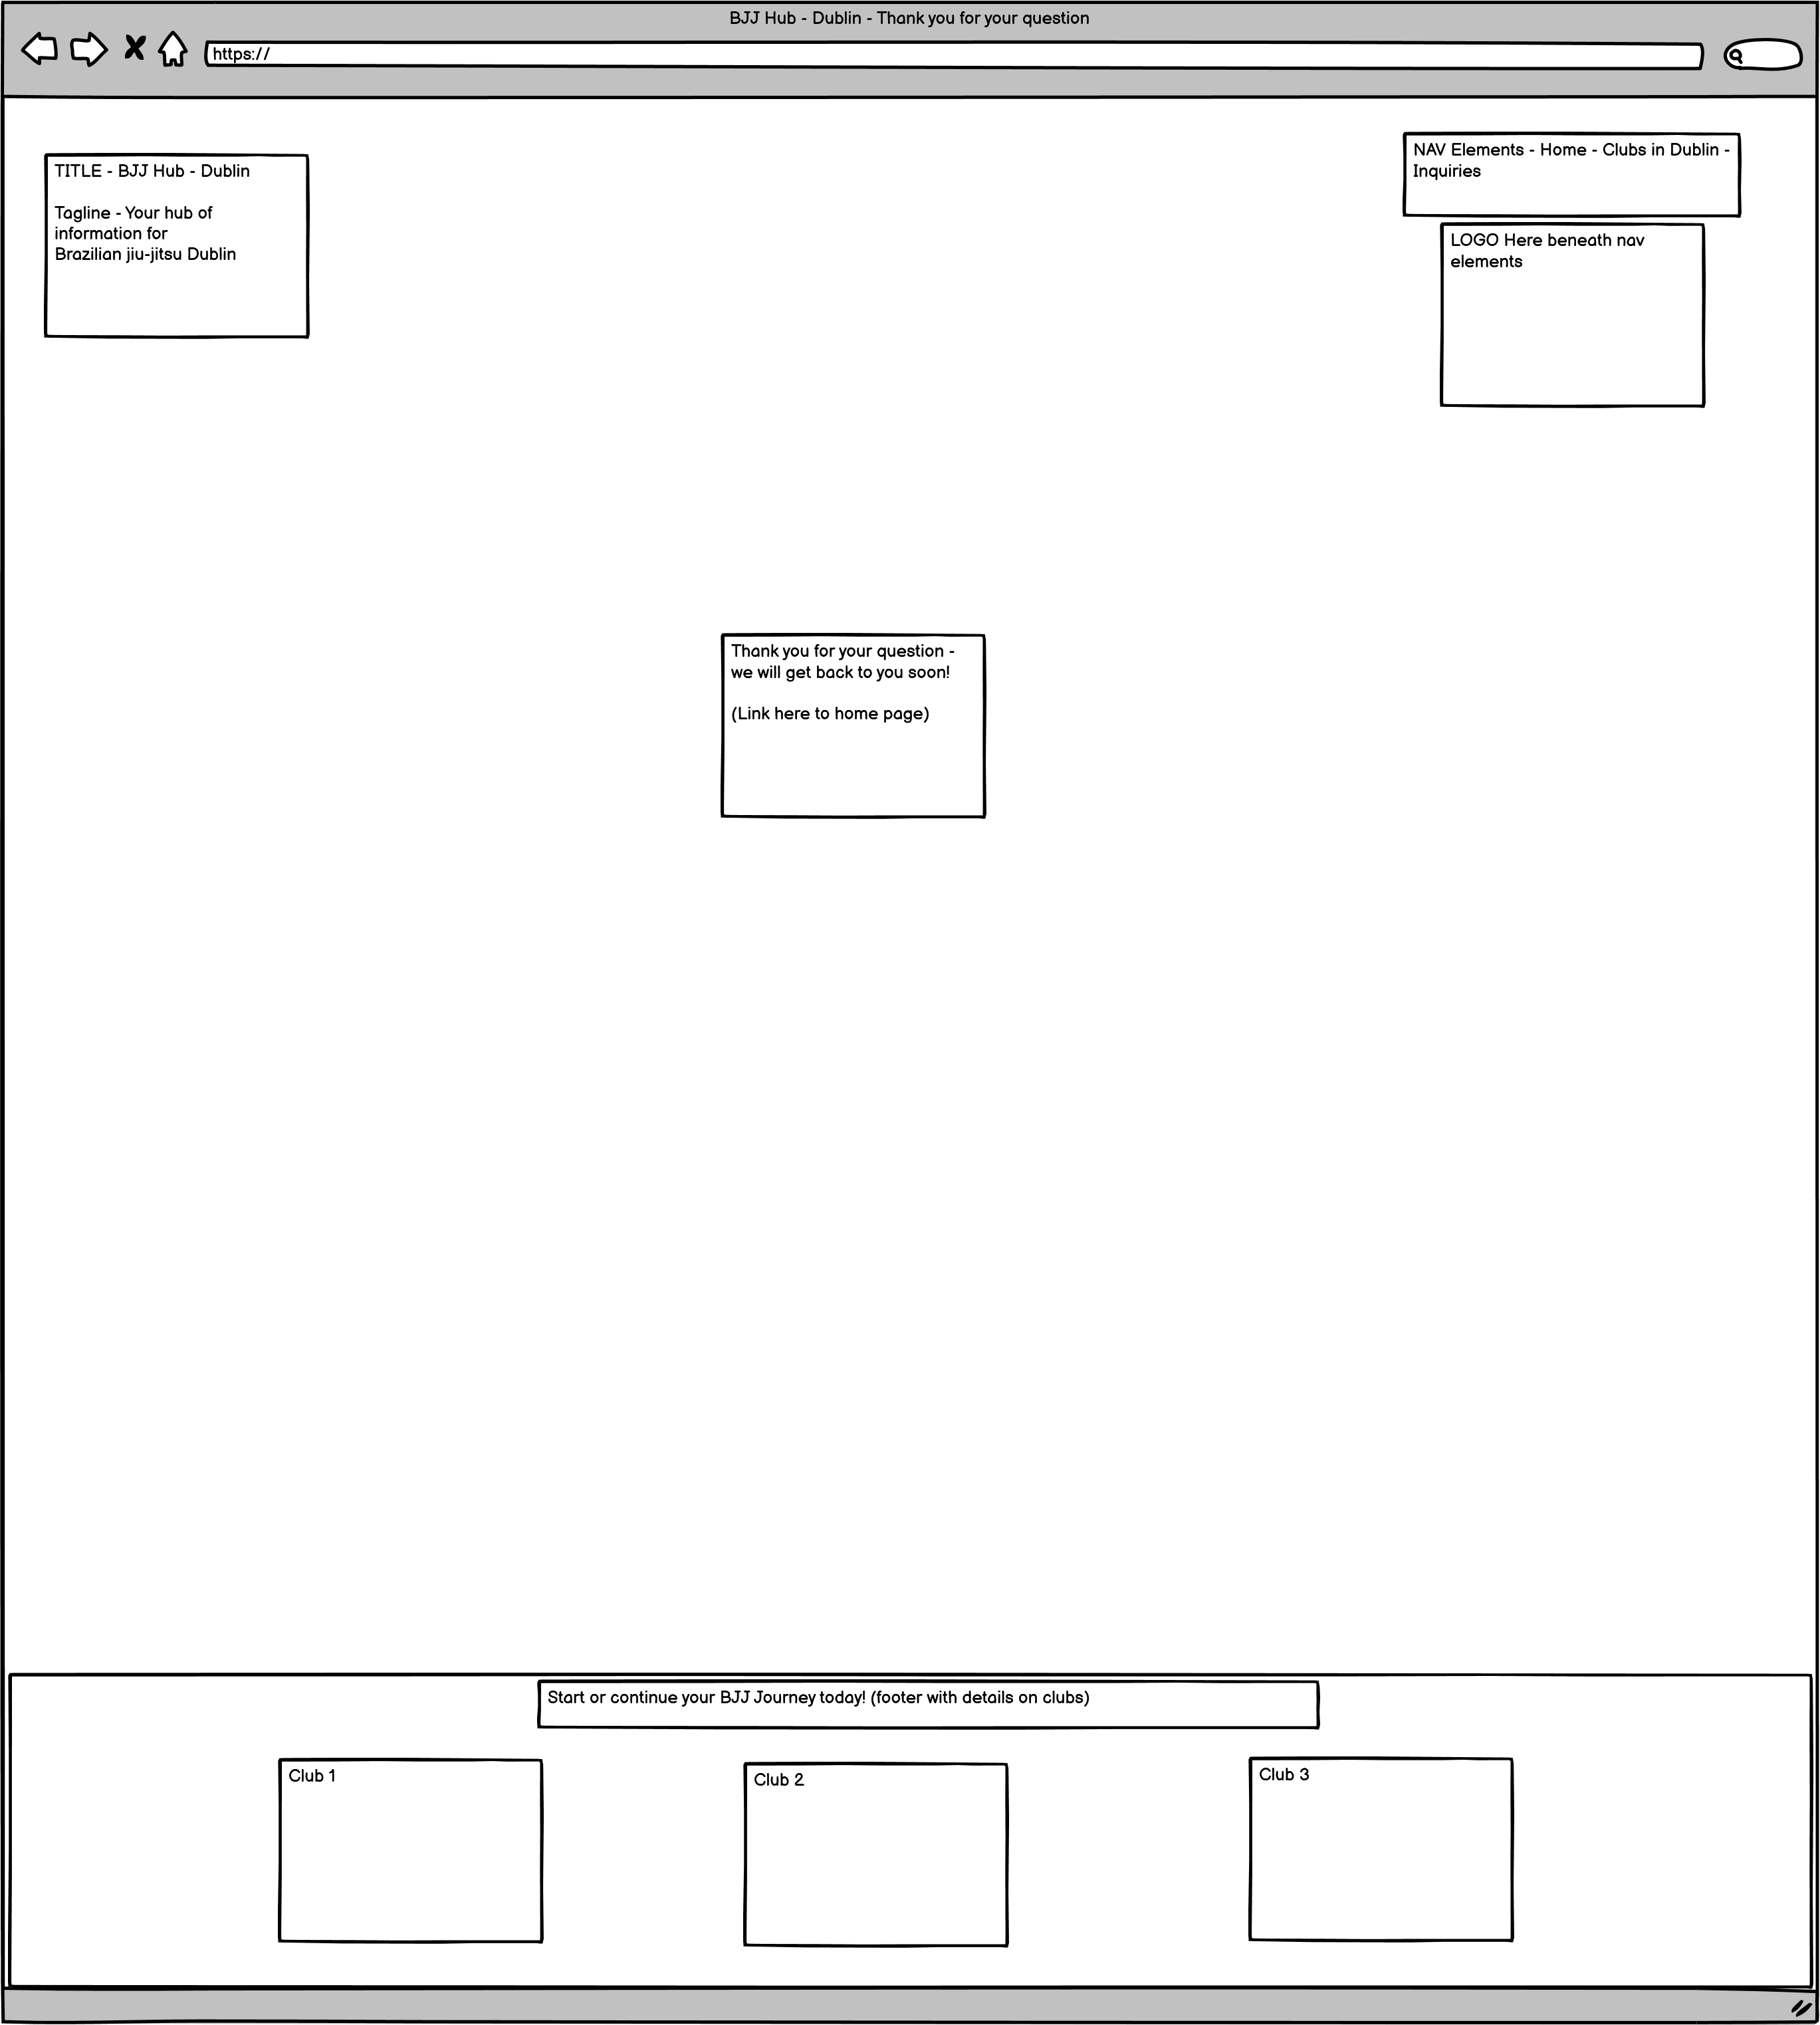 BJJ Hub - Dublin - Thank you for your question
https://
TITLE - BJJ Hub - Dublin
Tagline - Your hub of
information for
Brazilian jiu-jitsu Dublin
NAV Elements - Home - Clubs in Dublin -
Inquiries
LOGO Here beneath nav
elements
Thank you for your question -
we will get back to you soon!
(Link here to home page)
Start or continue your BJJ Journey today! (footer with details on clubs)
Club 1
Club 2
Club 3